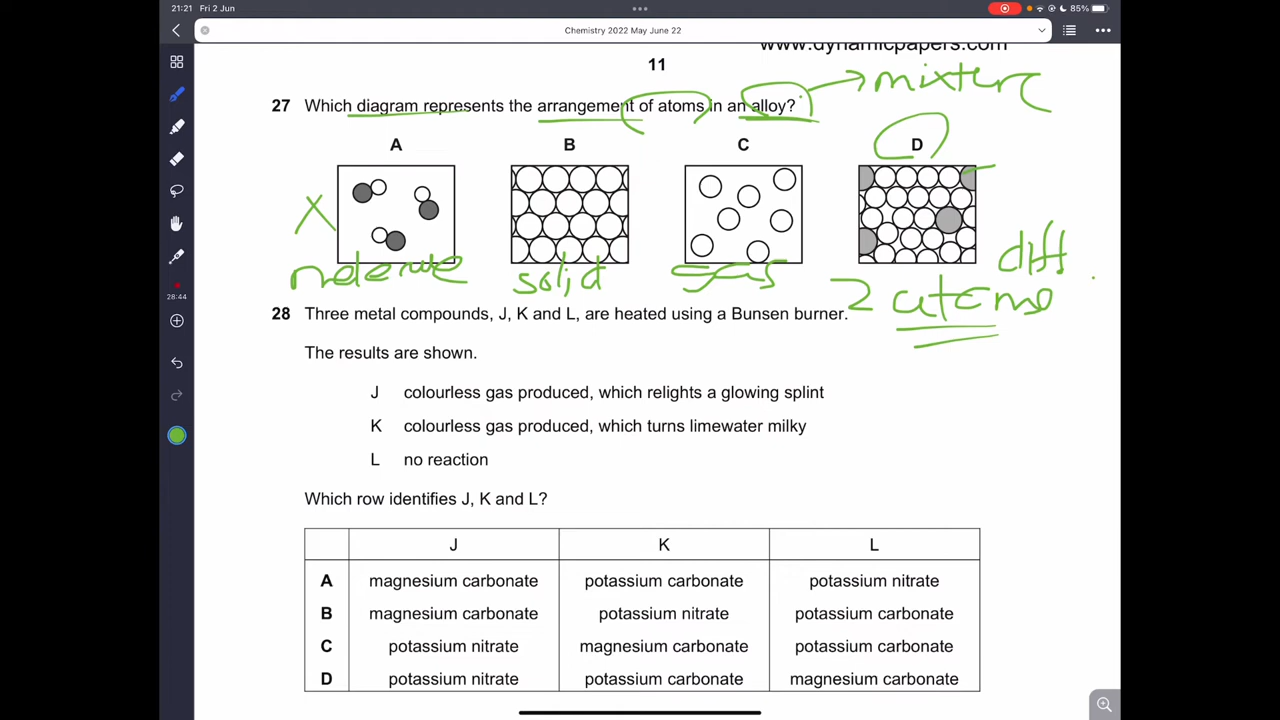 21:21 Fri 2 Jun
85%
Chemistry 2022 May June 22
www.dynamicpapers.com
11
mixture
27 Which diagram represents the arrangement of atoms in an alloy?
A B C D
X
diff
solid
gas
2 atoms
28 Three metal compounds, J, K and L, are heated using a Bunsen burner.
28:44
The results are shown.
J colourless gas produced, which relights a glowing splint
K colourless gas produced, which turns limewater milky
L no reaction
Which row identifies J, K and L?
J K L
A magnesium carbonate potassium carbonate potassium nitrate
B magnesium carbonate potassium nitrate potassium carbonate
C potassium nitrate magnesium carbonate potassium carbonate
D potassium nitrate potassium carbonate magnesium carbonate